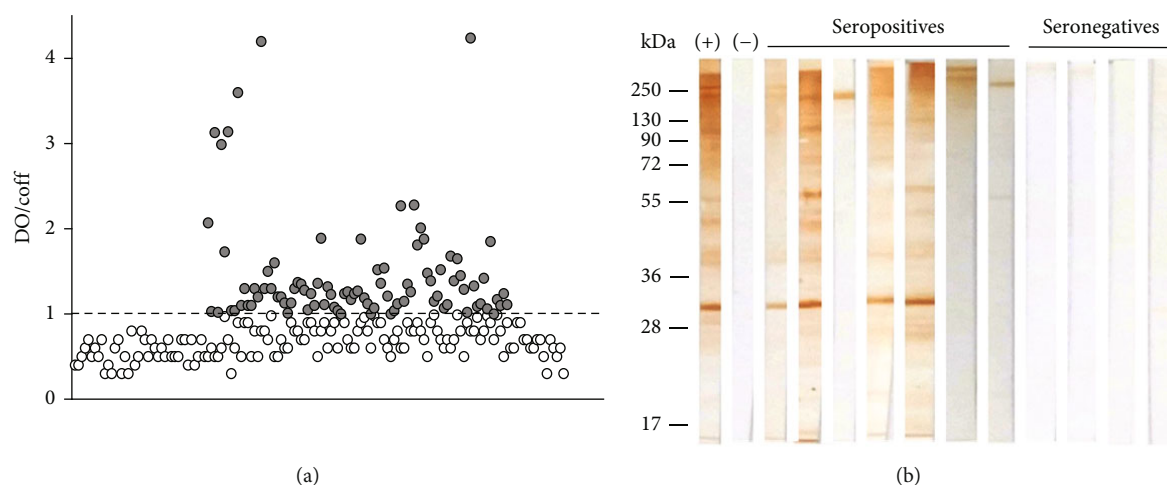 4
3
2
1
0
DO/coff
(a)
Seropositives
Seronegatives
kDa
(+)
(−)
250
130
90
72
55
36
28
17
(b)